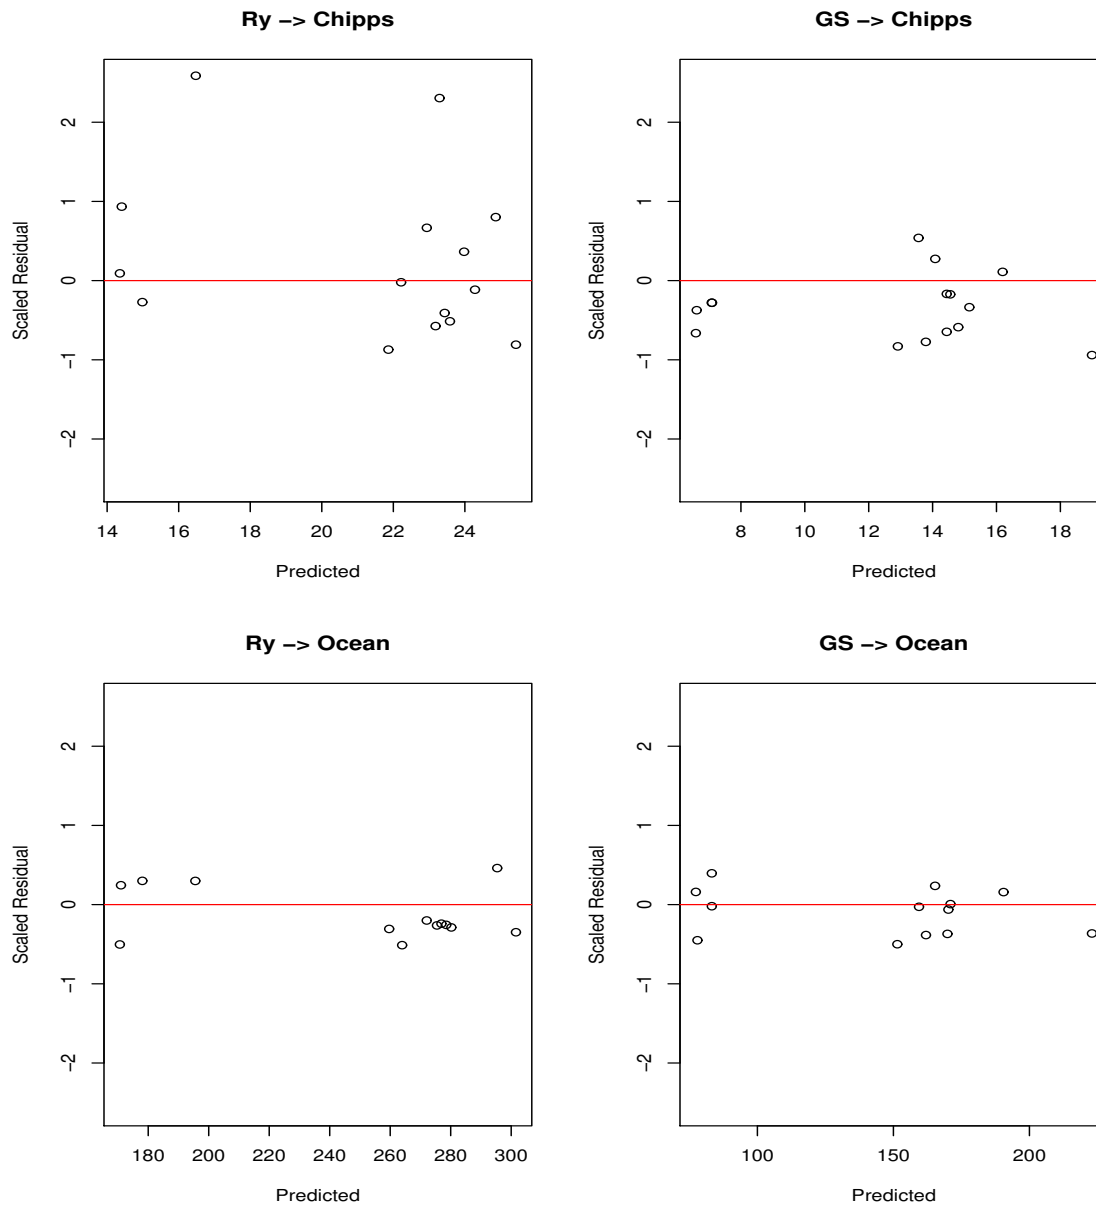 Ry −> Chipps
Scaled Residual
2
1
0
−1
−2
14 16 18 20 22 24
Predicted
GS −> Chipps
Scaled Residual
2
1
0
−1
−2
8 12 14 16 18
Predicted
Ry −> Ocean
Scaled Residual
2
1
0
−1
−2
180 200 220 240 260 280 300
Predicted
GS −> Ocean
Scaled Residual
2
1
0
−1
−2
100 150 200
Predicted